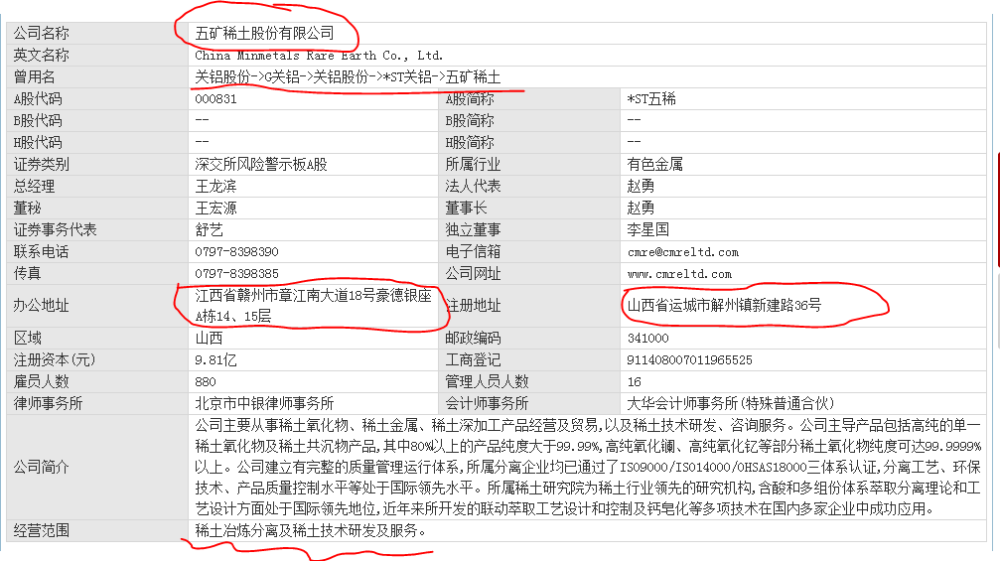 公司名称 五矿稀土股份有限公司
英文名称 China Minmetals Rare Earth Co., Ltd.
曾用名 关铝股份->G关铝->关铝股份->*ST关铝->五矿稀土
A股代码 000831 A股简称 *ST五稀
B股代码 -- B股简称 --
H股代码 -- H股简称 --
证券类别 深交所风险警示板A股 所属行业 有色金属
总经理 王龙滨 法人代表 赵勇
董秘 王宏源 董事长 赵勇
证券事务代表 舒艺 独立董事 李星国
联系电话 0797-8398390 电子信箱 cmre@cmreltd.com
传真 0797-8398385 公司网址 www.cmreltd.com
办公地址 江西省赣州市章江南大道18号豪德银座
A栋14、15层 注册地址 山西省运城市解州镇新建路36号
区域 山西 邮政编码 341000
注册资本(元) 9.81亿 工商登记 911408007011965525
雇员人数 880 管理人员人数 16
律师事务所 北京市中银律师事务所 会计师事务所 大华会计师事务所(特殊普通合伙)
公司简介 公司主要从事稀土氧化物、稀土金属、稀土深加工产品经营及贸易,以及稀土技术研发、咨询服务。公司主导产品包括高纯的单一
稀土氧化物及稀土共沉物产品,其中80%以上的产品纯度大于99.99%,高纯氧化镧、高纯氧化钇等部分稀土氧化物纯度可达99.9999%
以上。公司建立有完整的质量管理运行体系,所属分离企业均已通过了ISO9000/ISO14000/OHSAS18000三体系认证,分离工艺、环保
技术、产品质量控制水平等处于国际领先水平。所属稀土研究院为稀土行业领先的研究机构,含酸和多组份体系萃取分离理论和工
艺设计方面处于国际领先地位,近年来所开发的联动萃取工艺设计和控制及钙皂化等多项技术在国内多家企业中成功应用。
经营范围 稀土冶炼分离及稀土技术研发及服务。